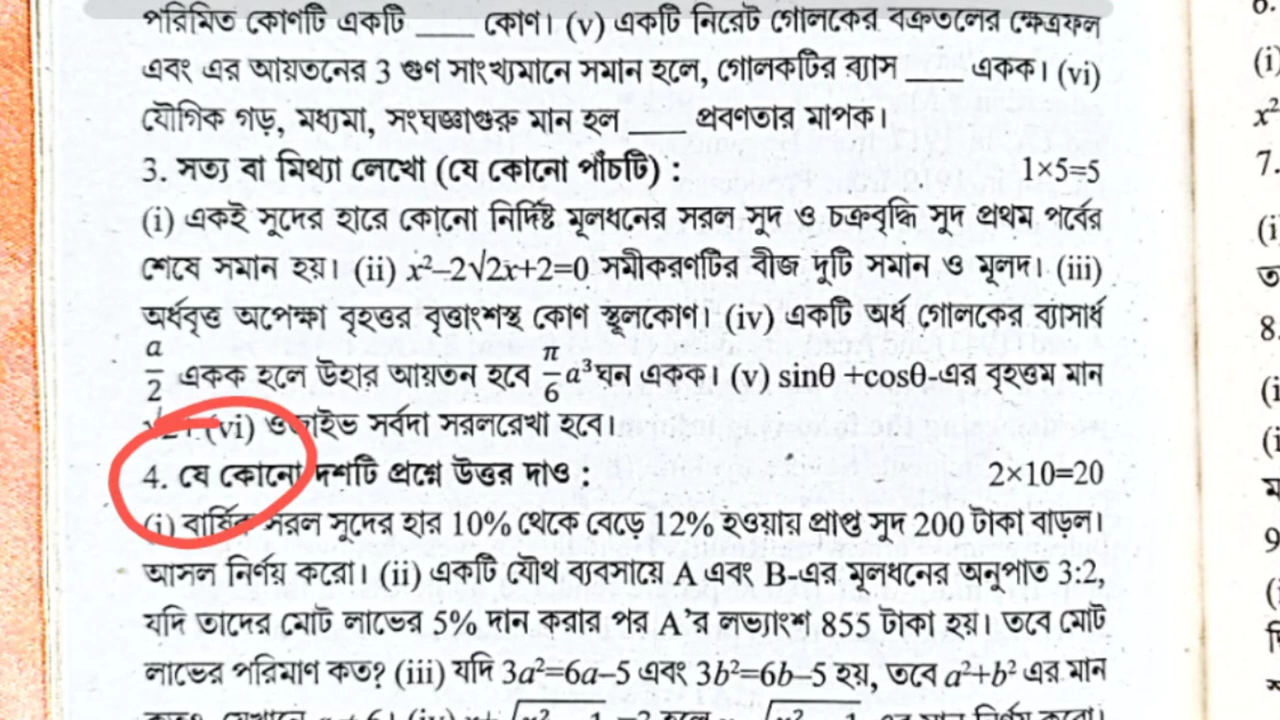 পরিমিত কোণটি একটি ____ কোণ। (v) একটি নিরেট গোলকের বক্রতলের ক্ষেত্রফল
এবং এর আয়তনের 3 গুণ সাংখ্যমানে সমান হলে, গোলকটির ব্যাস ____ একক। (vi)
যৌগিক গড়, মধ্যমা, সংঘজ্ঞাগুরু মান হল ____ প্রবণতার মাপক।
3. সত্য বা মিথ্যা লেখো (যে কোনো পাঁচটি) : 1×5=5
(i) একই সুদের হারে কোনো নির্দিষ্ট মূলধনের সরল সুদ ও চক্রবৃদ্ধি সুদ প্রথম পর্বের
শেষে সমান হয়। (ii) x²–2√2x+2=0 সমীকরণটির বীজ দুটি সমান ও মূলদ। (iii)
অর্ধবৃত্ত অপেক্ষা বৃহত্তর বৃত্তাংশস্থ কোণ স্থূলকোণ। (iv) একটি অর্ধ গোলকের ব্যাসার্ধ
a/2 একক হলে উহার আয়তন হবে π/6 a³ ঘন একক। (v) sinθ +cosθ-এর বৃহত্তম মান
√2। (vi) ওজাইভ সর্বদা সরলরেখা হবে।
4. যে কোনো দশটি প্রশ্নে উত্তর দাও : 2×10=20
(i) বার্ষিক সরল সুদের হার 10% থেকে বেড়ে 12% হওয়ায় প্রাপ্ত সুদ 200 টাকা বাড়ল।
আসল নির্ণয় করো। (ii) একটি যৌথ ব্যবসায়ে A এবং B-এর মূলধনের অনুপাত 3:2,
যদি তাদের মোট লাভের 5% দান করার পর A'র লভ্যাংশ 855 টাকা হয়। তবে মোট
লাভের পরিমাণ কত? (iii) যদি 3a²=6a–5 এবং 3b²=6b–5 হয়, তবে a²+b² এর মান
6.
(i)
x²
7.
(i
8.
(i
(i
9
(i